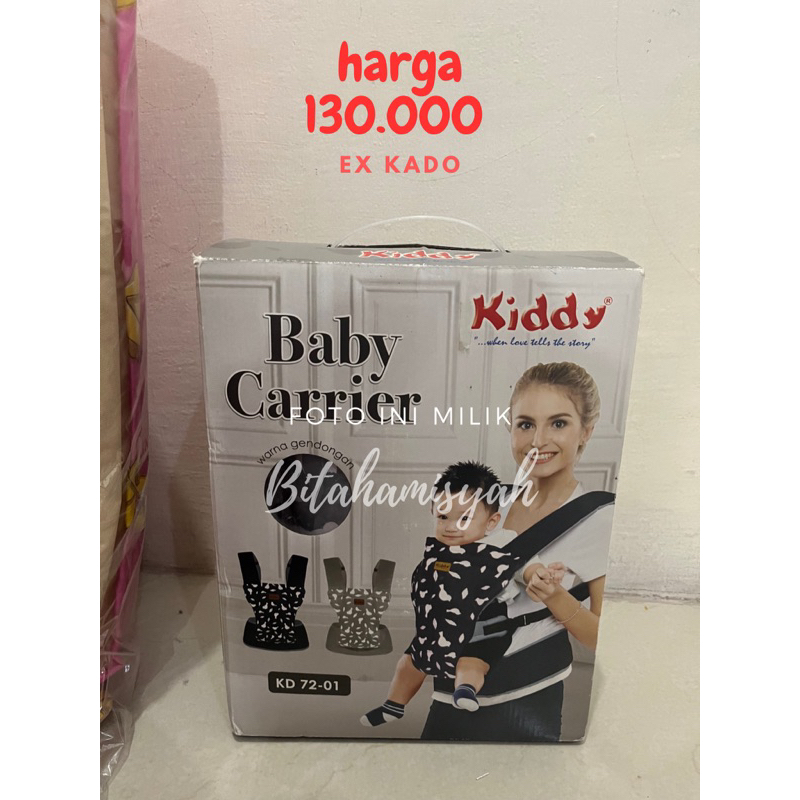 harga
130.000
EX KADO
Kiddy
Kiddy®
"...when love tells the story"
Baby
Carrier
FOTO INI MILIK
warna gendongan
Bitahamisyah
KD 72-01